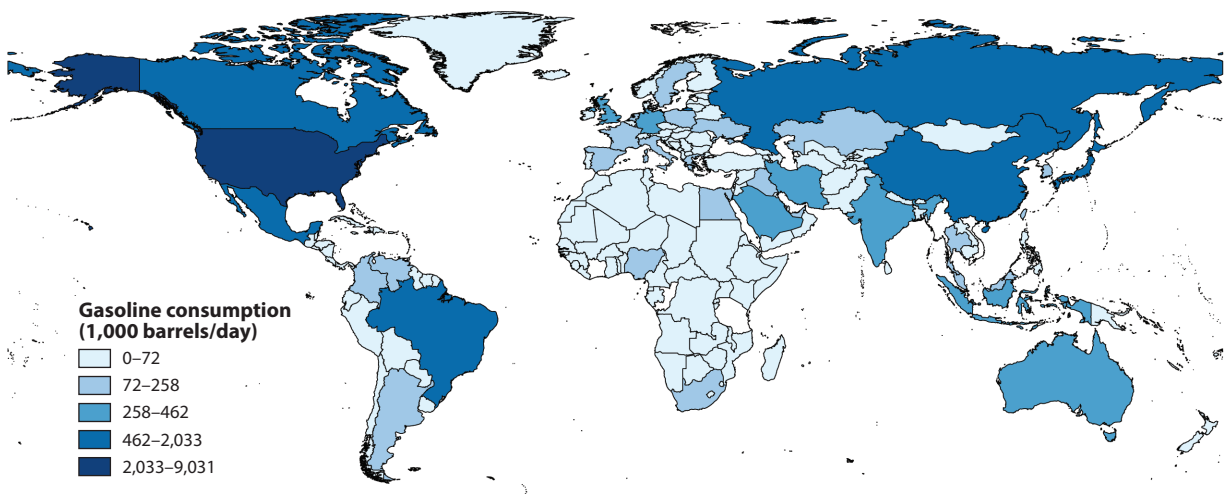 Gasoline consumption
(1,000 barrels/day)
0–72
72–258
258–462
462–2,033
2,033–9,031